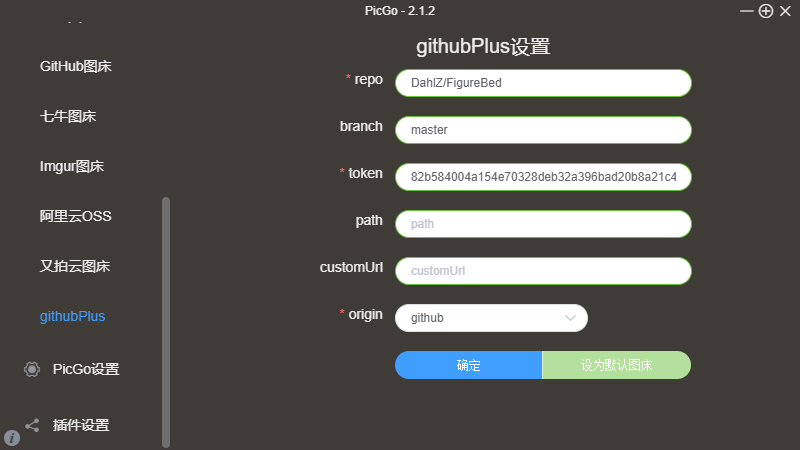 PicGo - 2.1.2
GitHub图床
七牛图床
Imgur图床
阿里云OSS
又拍云图床
githubPlus
PicGo设置
插件设置
githubPlus设置
* repo
DahlZ/FigureBed
branch
master
* token
82b584004a154e70328deb32a396bad20b8a21c4
path
path
customUrl
customUrl
* origin
github
确定
设为默认图床